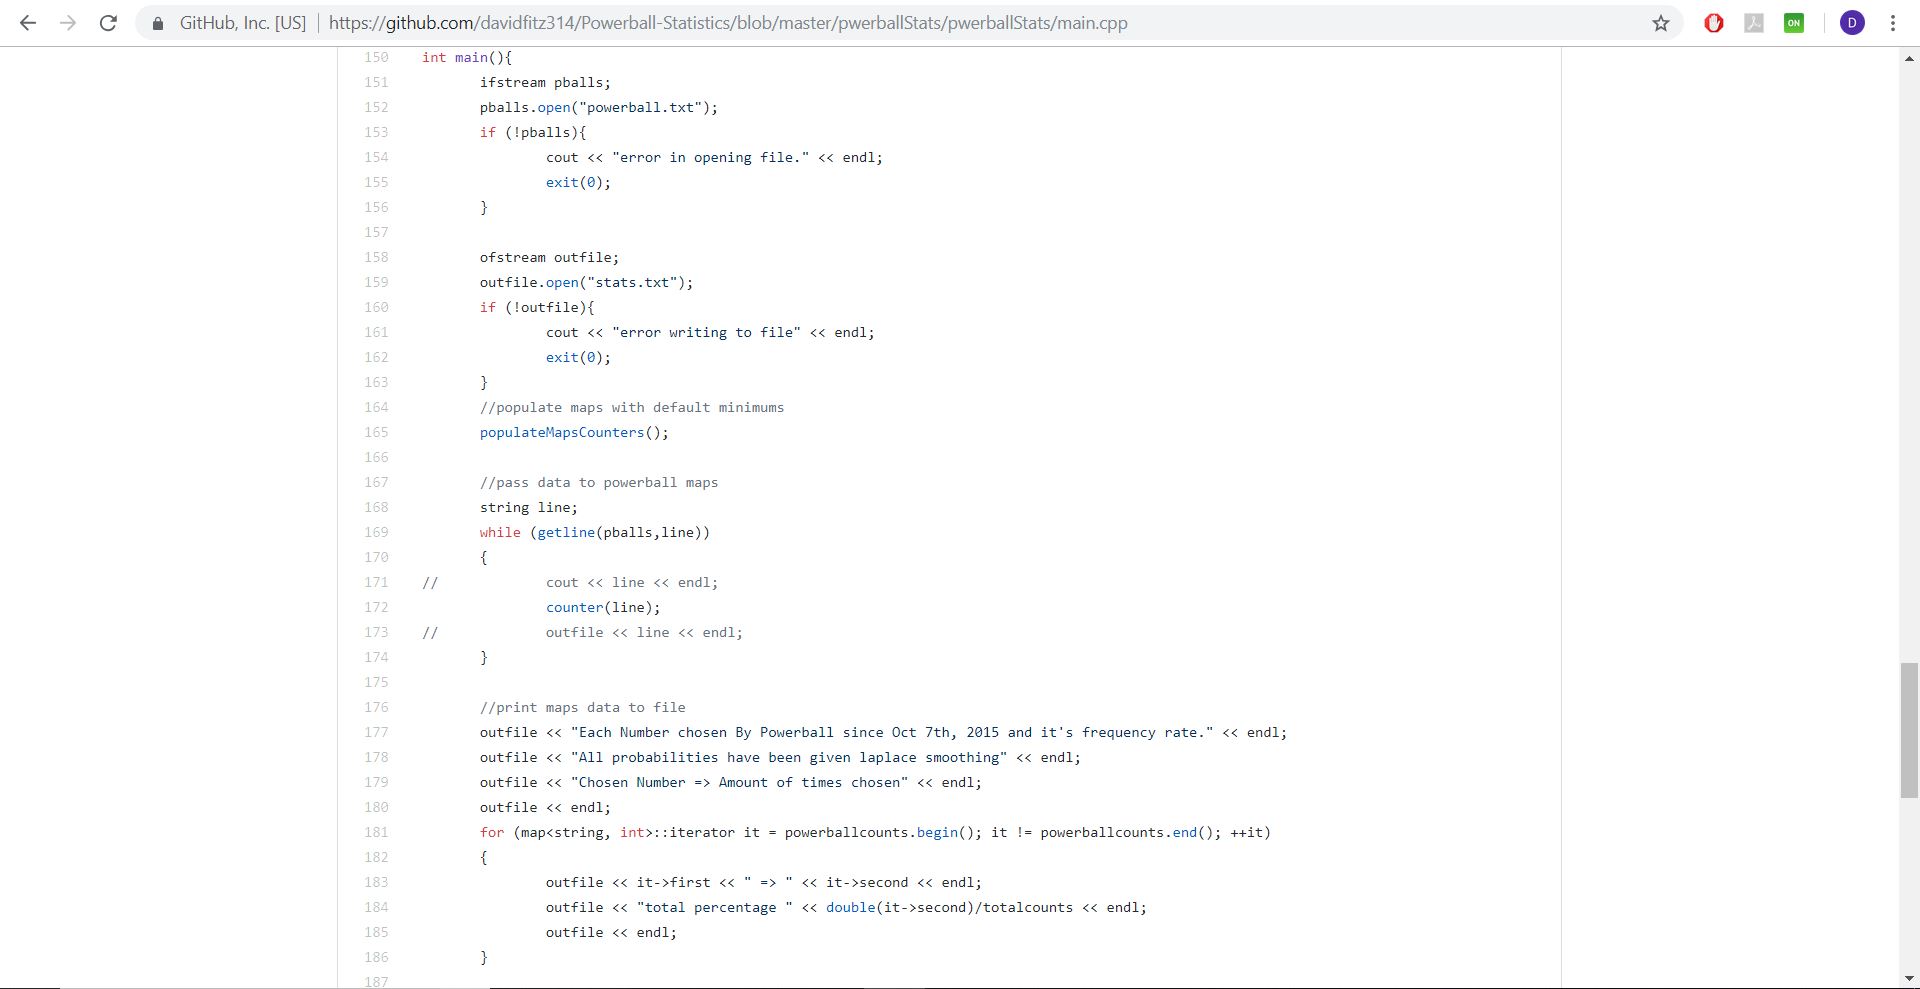 GitHub, Inc. [US] | https://github.com/davidfitz314/Powerball-Statistics/blob/master/pwerballStats/pwerballStats/main.cpp
ON
D
150 int main(){
151 ifstream pballs;
152 pballs.open("powerball.txt");
153 if (!pballs){
154 cout << "error in opening file." << endl;
155 exit(0);
156 }
157
158 ofstream outfile;
159 outfile.open("stats.txt");
160 if (!outfile){
161 cout << "error writing to file" << endl;
162 exit(0);
163 }
164 //populate maps with default minimums
165 populateMapsCounters();
166
167 //pass data to powerball maps
168 string line;
169 while (getline(pballs,line))
170 {
171 // cout << line << endl;
172 counter(line);
173 // outfile << line << endl;
174 }
175
176 //print maps data to file
177 outfile << "Each Number chosen By Powerball since Oct 7th, 2015 and it's frequency rate." << endl;
178 outfile << "All probabilities have been given laplace smoothing" << endl;
179 outfile << "Chosen Number => Amount of times chosen" << endl;
180 outfile << endl;
181 for (map<string, int>::iterator it = powerballcounts.begin(); it != powerballcounts.end(); ++it)
182 {
183 outfile << it->first << " => " << it->second << endl;
184 outfile << "total percentage " << double(it->second)/totalcounts << endl;
185 outfile << endl;
186 }
187